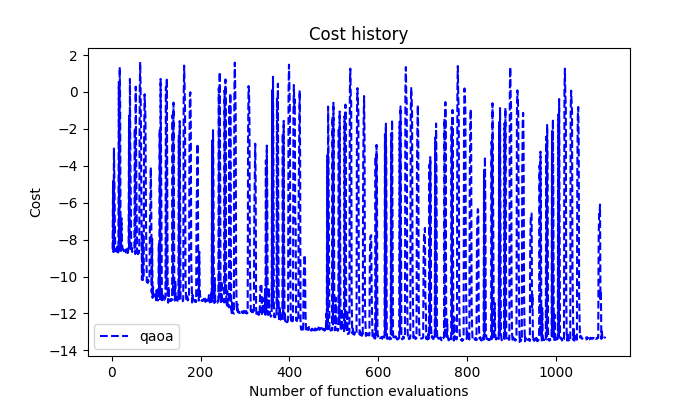 Cost history
Cost
2
0
−2
−4
−6
−8
−10
−12
−14
qaoa
0 200 400 600 800 1000
Number of function evaluations